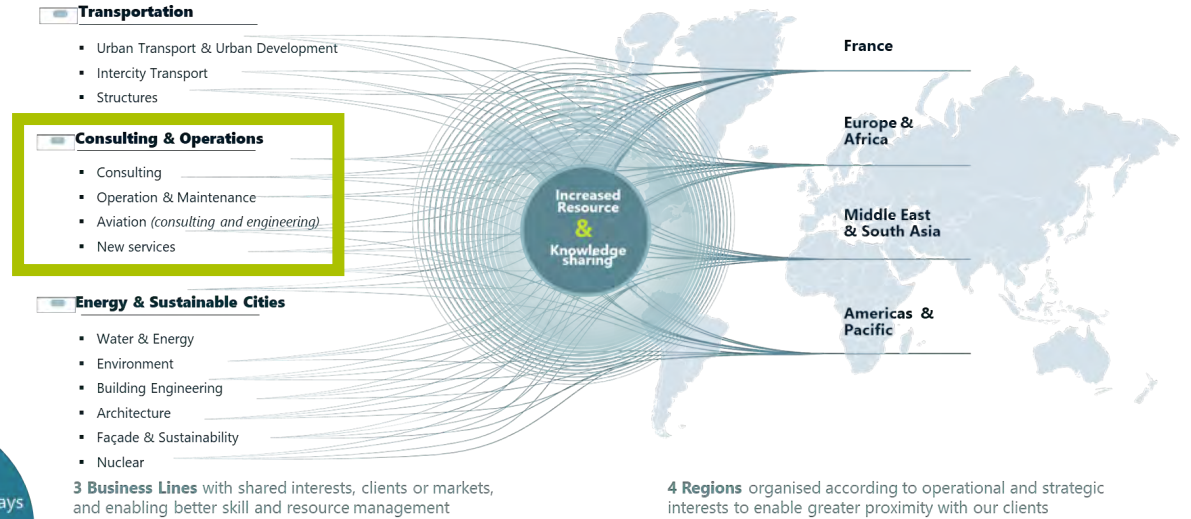 Transportation
Urban Transport & Urban Development
Intercity Transport
Structures
Consulting & Operations
Consulting
Operation & Maintenance
Aviation (consulting and engineering)
New services
Energy & Sustainable Cities
Water & Energy
Environment
Building Engineering
Architecture
Façade & Sustainability
Nuclear
3 Business Lines with shared interests, clients or markets,
and enabling better skill and resource management
Increased
Resource
&
Knowledge
sharing
France
Europe &
Africa
Middle East
& South Asia
Americas &
Pacific
4 Regions organised according to operational and strategic
interests to enable greater proximity with our clients